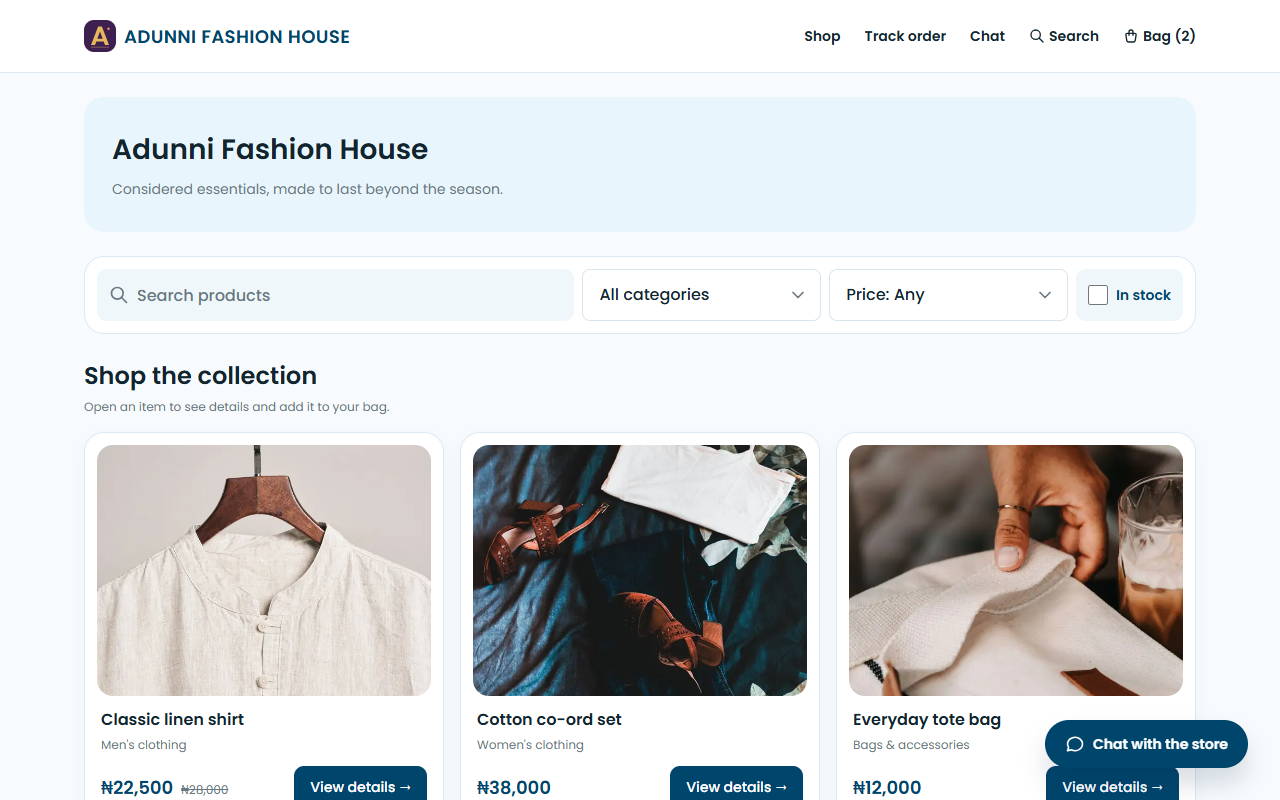 A
ADUNNI FASHION HOUSE
Shop
Track order
Chat
Search
Bag (2)
Adunni Fashion House
Considered essentials, made to last beyond the season.
Search products
All categories
Price: Any
In stock
Shop the collection
Open an item to see details and add it to your bag.
Classic linen shirt
Men's clothing
₦22,500 ₦28,000
View details →
Cotton co-ord set
Women's clothing
₦38,000
View details →
Everyday tote bag
Bags & accessories
₦12,000
View details →
Chat with the store